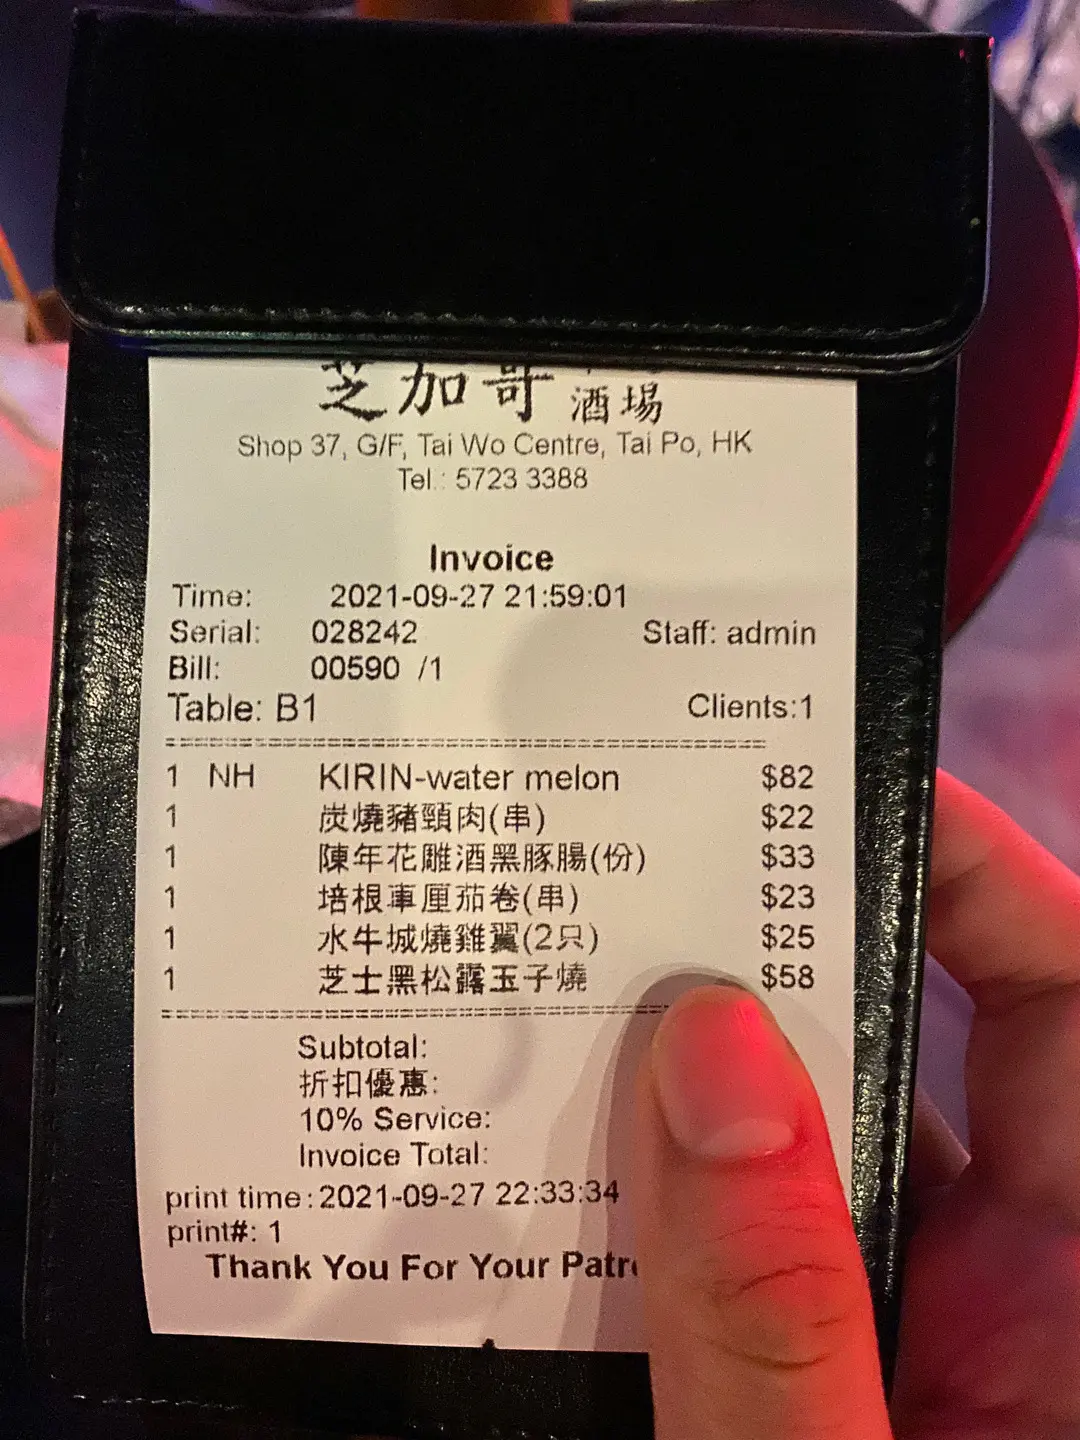 芝加哥 酒場
Shop 37, G/F, Tai Wo Centre, Tai Po, HK
Tel.: 5723 3388
Invoice
Time: 2021-09-27 21:59:01
Serial: 028242 Staff: admin
Bill: 00590 /1
Table: B1 Clients:1
1 NH KIRIN-water melon $82
1 炭燒豬頸肉(串) $22
1 陳年花雕酒黑豚腸(份) $33
1 培根車厘茄卷(串) $23
1 水牛城燒雞翼(2只) $25
1 芝士黑松露玉子燒 $58
Subtotal:
折扣優惠:
10% Service:
Invoice Total:
print time:2021-09-27 22:33:34
print#: 1
Thank You For Your